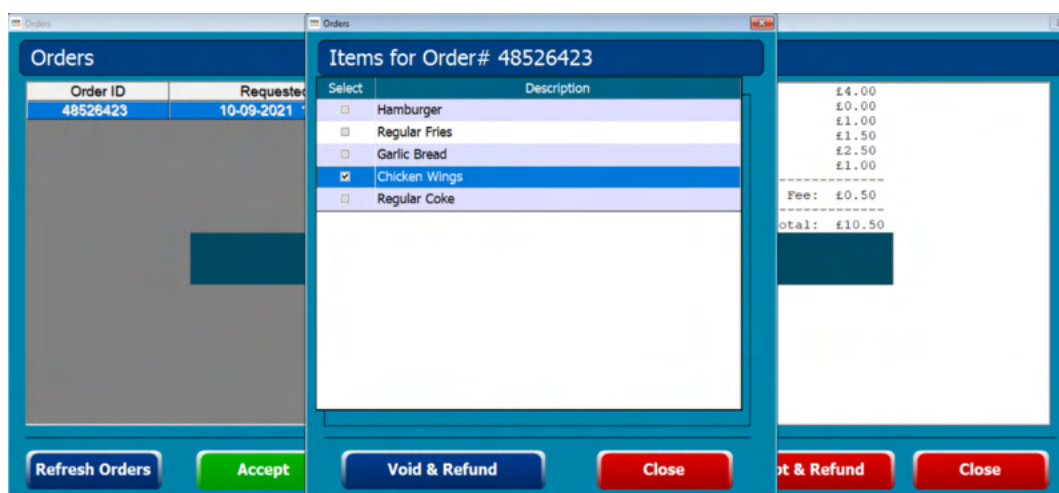 Orders
Orders
Orders
Items for Order# 48526423
Order ID Requested
48526423 10-09-2021
Select Description
Hamburger
Regular Fries
Garlic Bread
Chicken Wings
Regular Coke
£4.00
£0.00
£1.00
£1.50
£2.50
£1.00
Fee: £0.50
otal: £10.50
Refresh Orders
Accept
Void & Refund
Close
pt & Refund
Close